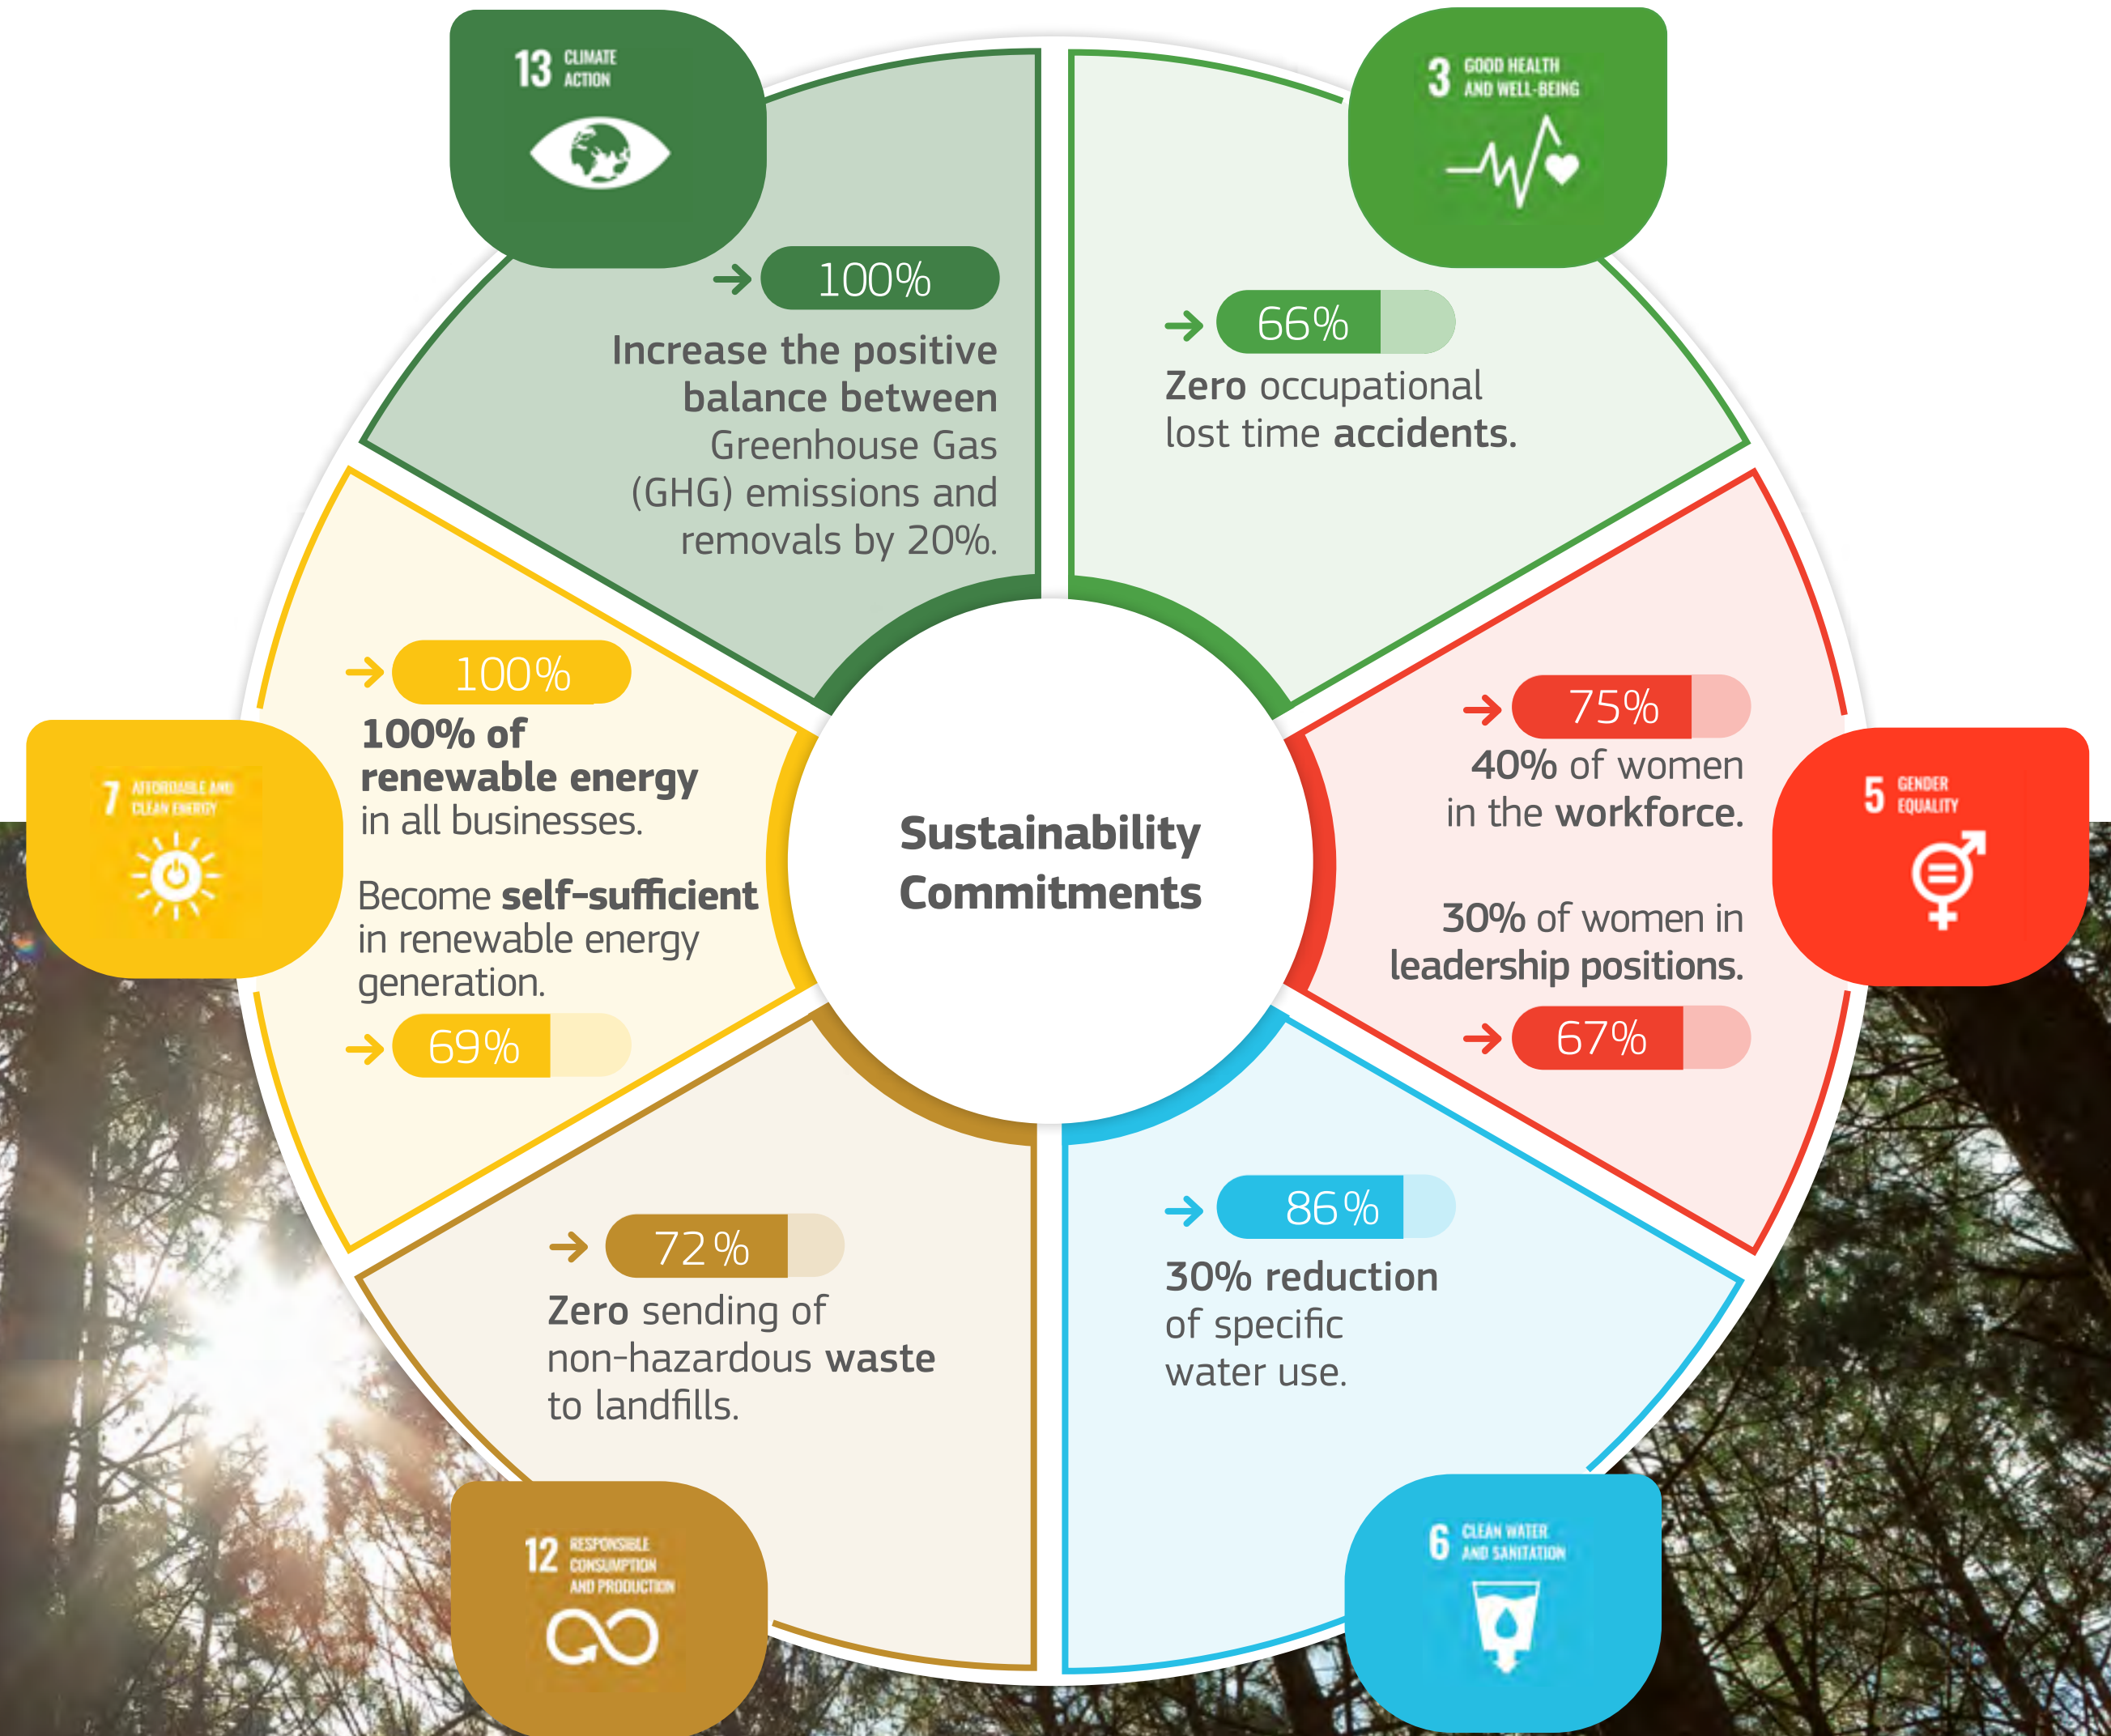 Sustainability
Commitments
13 CLIMATE
ACTION
100%
Increase the positive
balance between
Greenhouse Gas
(GHG) emissions and
removals by 20%.
3 GOOD HEALTH
AND WELL-BEING
66%
Zero occupational
lost time accidents.
5 GENDER
EQUALITY
75%
40% of women
in the workforce.
30% of women in
leadership positions.
67%
6 CLEAN WATER
AND SANITATION
86%
30% reduction
of specific
water use.
12 RESPONSIBLE
CONSUMPTION
AND PRODUCTION
72%
Zero sending of
non-hazardous waste
to landfills.
7 AFFORDABLE AND
CLEAN ENERGY
100%
100% of
renewable energy
in all businesses.
Become self-sufficient
in renewable energy
generation.
69%